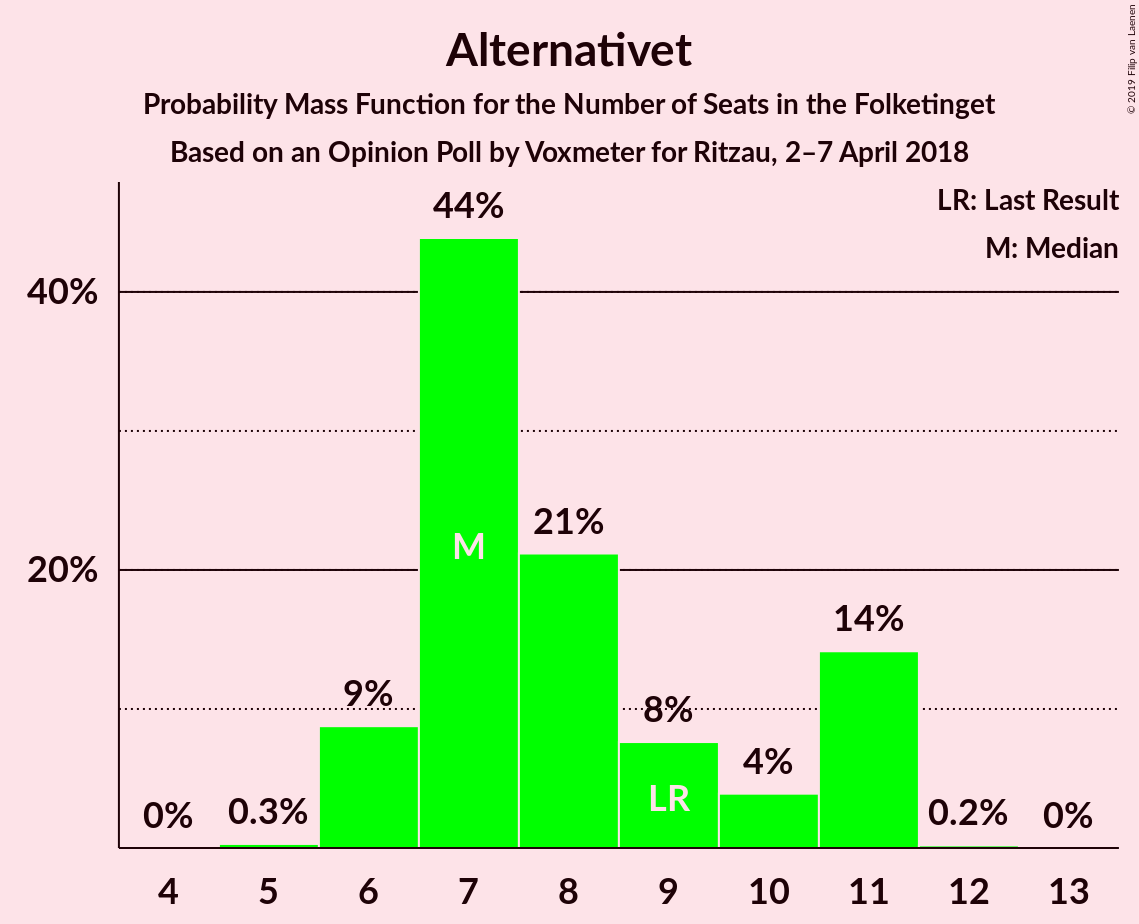 Alternativet
Probability Mass Function for the Number of Seats in the Folketinget
Based on an Opinion Poll by Voxmeter for Ritzau, 2–7 April 2018
© 2019 Filip van Laenen
LR: Last Result
M: Median
40%
20%
0%
0.3%
9%
44%
21%
8%
4%
14%
0.2%
0%
M
LR
4 5 6 7 8 9 10 11 12 13